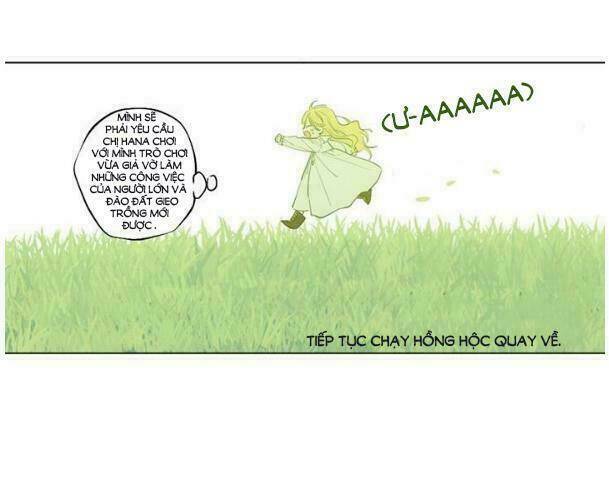 MÌNH SẼ
PHẢI YÊU CẦU
CHỊ HANA CHƠI
VỚI MÌNH TRÒ CHƠI
VỪA GIẢ VỜ LÀM
NHỮNG CÔNG VIỆC
CỦA NGƯỜI LỚN VÀ
ĐÀO ĐẤT GIEO
TRỒNG MỚI
ĐƯỢC.
(Ư-AAAAAA)
TIẾP TỤC CHẠY HỒNG HỘC QUAY VỀ.